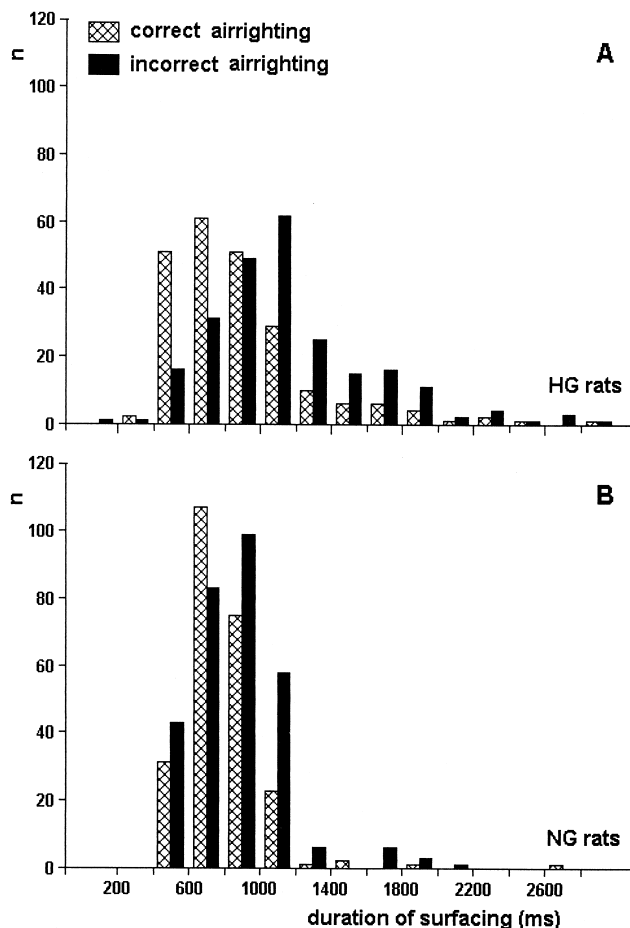 120
correct airrighting
A
n
incorrect airrighting
100
80
60
40
20
HG rats
0
120
n
B
100
80
60
40
20
NG rats
0
200 600 1000 1400 1800 2200 2600
duration of surfacing (ms)